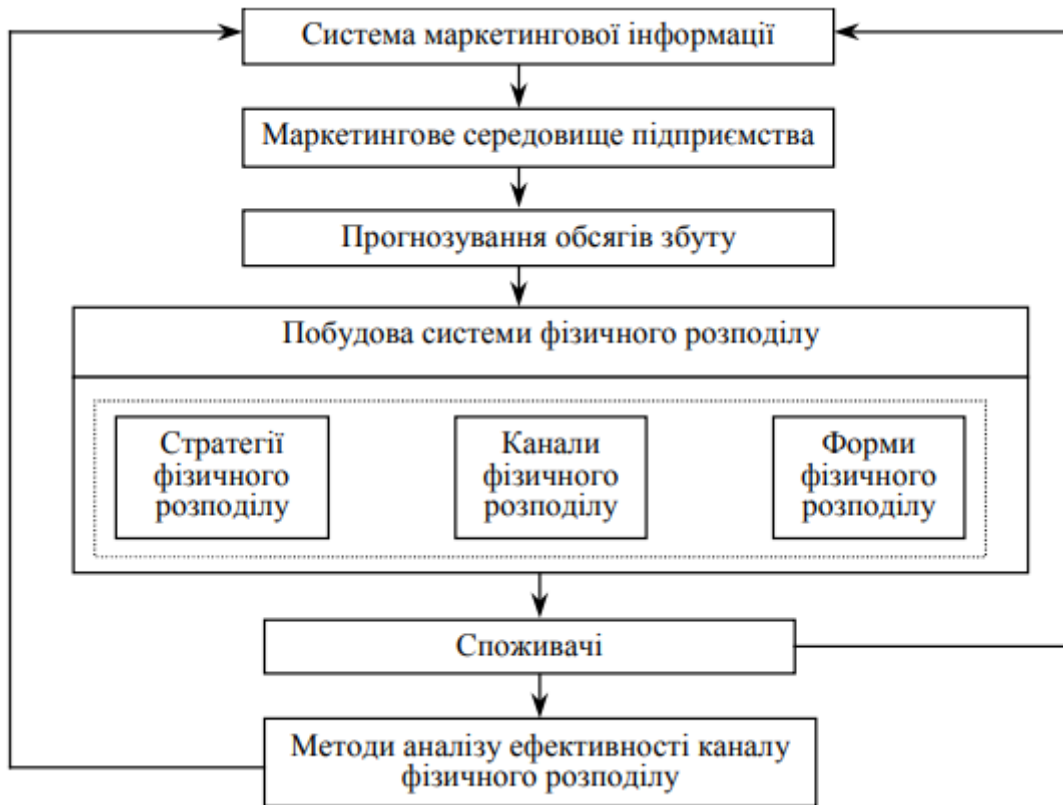 Система маркетингової інформації
Маркетингове середовище підприємства
Прогнозування обсягів збуту
Побудова системи фізичного розподілу
Стратегії
фізичного
розподілу
Канали
фізичного
розподілу
Форми
фізичного
розподілу
Споживачі
Методи аналізу ефективності каналу
фізичного розподілу